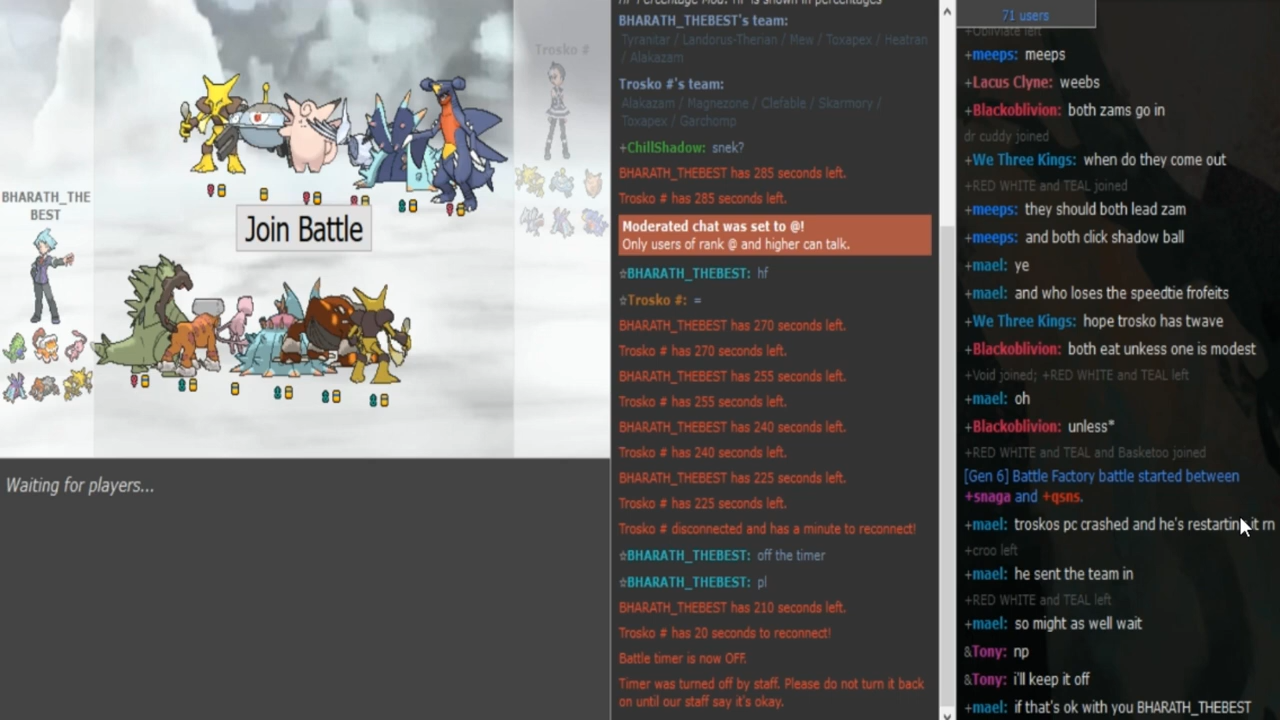 Trosko #
BHARATH_THE
BEST
Join Battle
Waiting for players...
HP Percentage Mod: HP is shown in percentages
BHARATH_THEBEST's team:
Tyranitar / Landorus-Therian / Mew / Toxapex / Heatran
/ Alakazam
Trosko #'s team:
Alakazam / Magnezone / Clefable / Skarmory /
Toxapex / Garchomp
+ChillShadow: snek?
BHARATH_THEBEST has 285 seconds left.
Trosko # has 285 seconds left.
Moderated chat was set to @!
Only users of rank @ and higher can talk.
☆BHARATH_THEBEST: hf
☆Trosko #: =
BHARATH_THEBEST has 270 seconds left.
Trosko # has 270 seconds left.
BHARATH_THEBEST has 255 seconds left.
Trosko # has 255 seconds left.
BHARATH_THEBEST has 240 seconds left.
Trosko # has 240 seconds left.
BHARATH_THEBEST has 225 seconds left.
Trosko # has 225 seconds left.
Trosko # disconnected and has a minute to reconnect!
☆BHARATH_THEBEST: off the timer
☆BHARATH_THEBEST: pl
BHARATH_THEBEST has 210 seconds left.
Trosko # has 20 seconds to reconnect!
Battle timer is now OFF.
Timer was turned off by staff. Please do not turn it back
on until our staff say it's okay.
71 users
+Obliviate left
+meeps: meeps
+Lacus Clyne: weebs
+Blackoblivion: both zams go in
dr cuddy joined
+We Three Kings: when do they come out
+RED WHITE and TEAL joined
+meeps: they should both lead zam
+meeps: and both click shadow ball
+mael: ye
+mael: and who loses the speedtie frofeits
+We Three Kings: hope trosko has twave
+Blackoblivion: both eat unkess one is modest
+Void joined; +RED WHITE and TEAL left
+mael: oh
+Blackoblivion: unless*
+RED WHITE and TEAL and Basketoo joined
[Gen 6] Battle Factory battle started between
+snaga and +qsns.
+mael: troskos pc crashed and he's restarting it rn
+croo left
+mael: he sent the team in
+RED WHITE and TEAL left
+mael: so might as well wait
&Tony: np
&Tony: i'll keep it off
+mael: if that's ok with you BHARATH_THEBEST